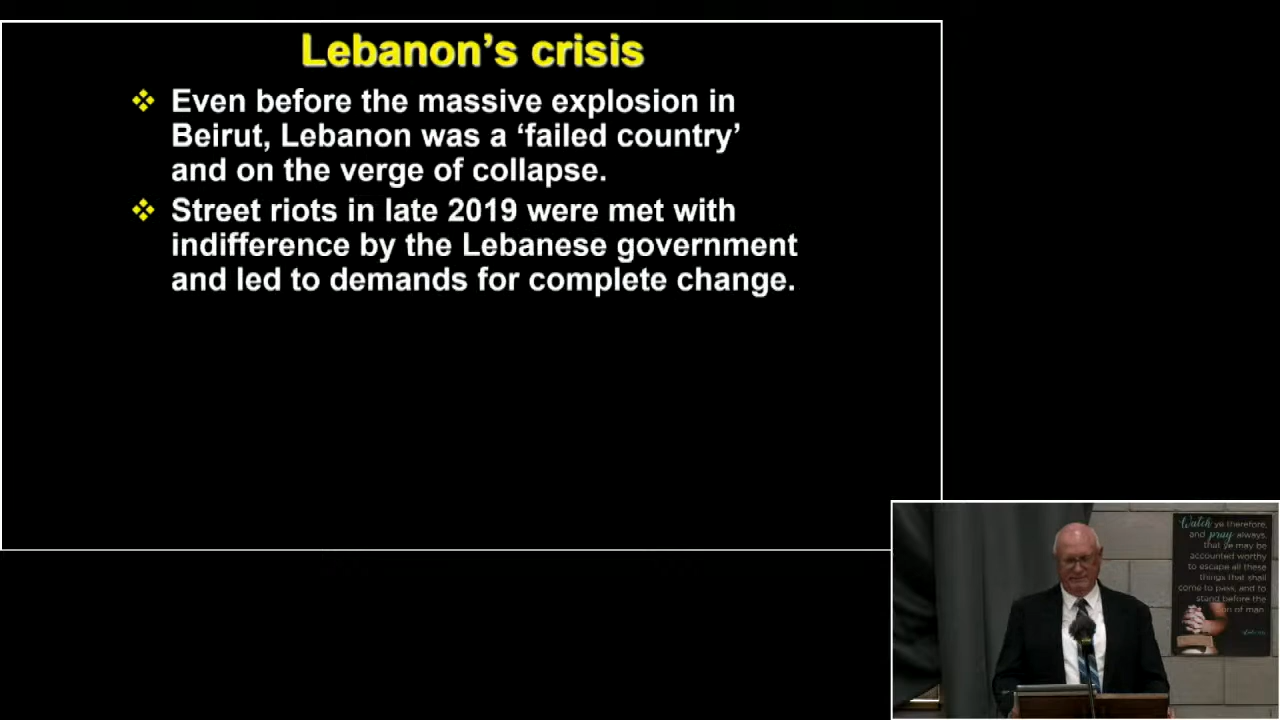 Lebanon’s crisis
Even before the massive explosion in
Beirut, Lebanon was a ‘failed country’
and on the verge of collapse.
Street riots in late 2019 were met with
indifference by the Lebanese government
and led to demands for complete change.
Watch ye therefore,
and pray always,
that ye may be
accounted worthy
to escape all these
things that shall
come to pass, and to
stand before the
of man